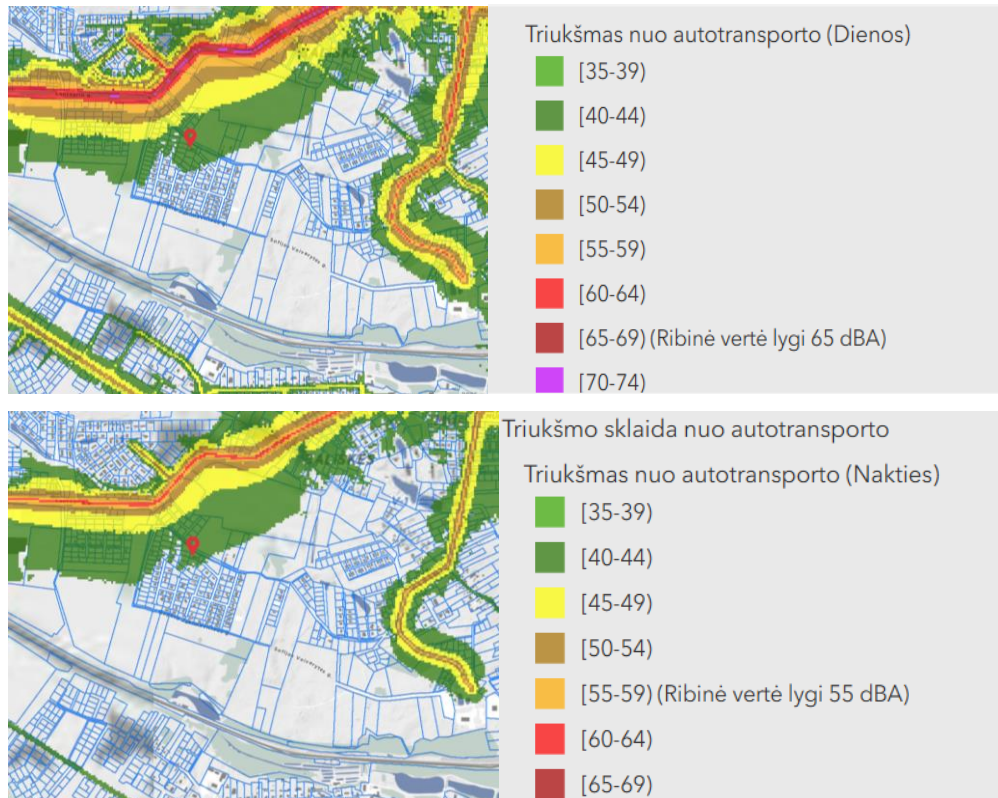 Triukšmas nuo autotransporto (Dienos)
[35-39)
[40-44)
[45-49)
[50-54)
[55-59)
[60-64)
[65-69) (Ribinė vertė lygi 65 dBA)
[70-74)
Triukšmo sklaida nuo autotransporto
Triukšmas nuo autotransporto (Nakties)
[35-39)
[40-44)
[45-49)
[50-54)
[55-59) (Ribinė vertė lygi 55 dBA)
[60-64)
[65-69)